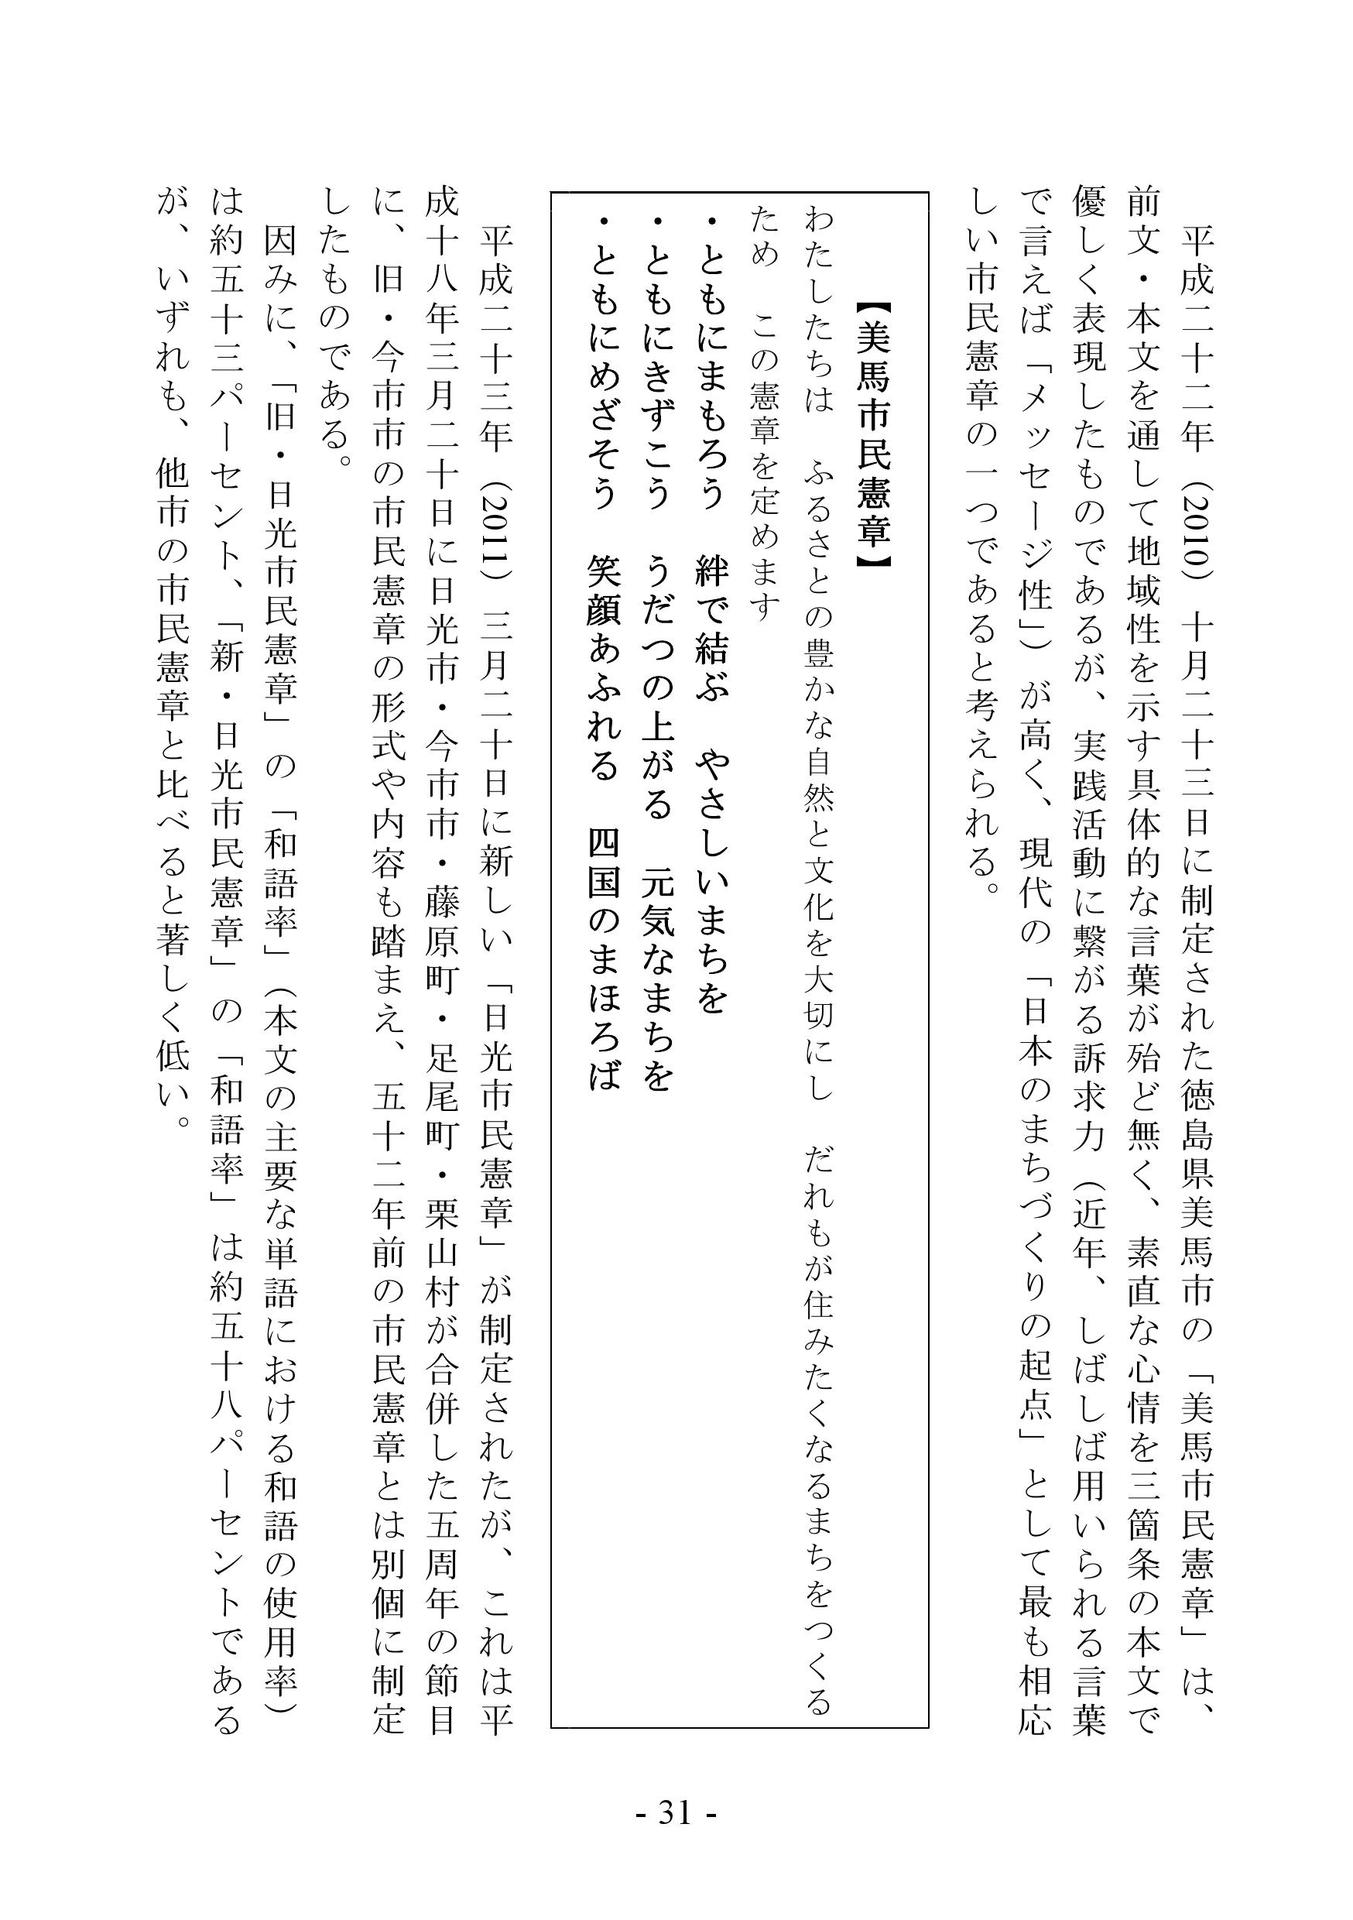 平成二十二年（2010）十月二十三日に制定された徳島県美馬市の「美馬市民憲章」は、
前文・本文を通して地域性を示す具体的な言葉が殆ど無く、素直な心情を三箇条の本文で
優しく表現したものであるが、実践活動に繋がる訴求力（近年、しばしば用いられる言葉
で言えば「メッセージ性」）が高く、現代の「日本のまちづくりの起点」として最も相応
しい市民憲章の一つであると考えられる。
【美馬市民憲章】
わたしたちは　ふるさとの豊かな自然と文化を大切にし　だれもが住みたくなるまちをつくる
ため　この憲章を定めます
・ともにまもろう　絆で結ぶ　やさしいまちを
・ともにきずこう　うだつの上がる　元気なまちを
・ともにめざそう　笑顔あふれる　四国のまほろば
　平成二十三年（2011）三月二十日に新しい「日光市民憲章」が制定されたが、これは平
成十八年三月二十日に日光市・今市市・藤原町・足尾町・栗山村が合併した五周年の節目
に、旧・今市市の市民憲章の形式や内容も踏まえ、五十二年前の市民憲章とは別個に制定
したものである。
　因みに、「旧・日光市民憲章」の「和語率」（本文の主要な単語における和語の使用率）
は約五十三パーセント、「新・日光市民憲章」の「和語率」は約五十八パーセントである
が、いずれも、他市の市民憲章と比べると著しく低い。
- 31 -